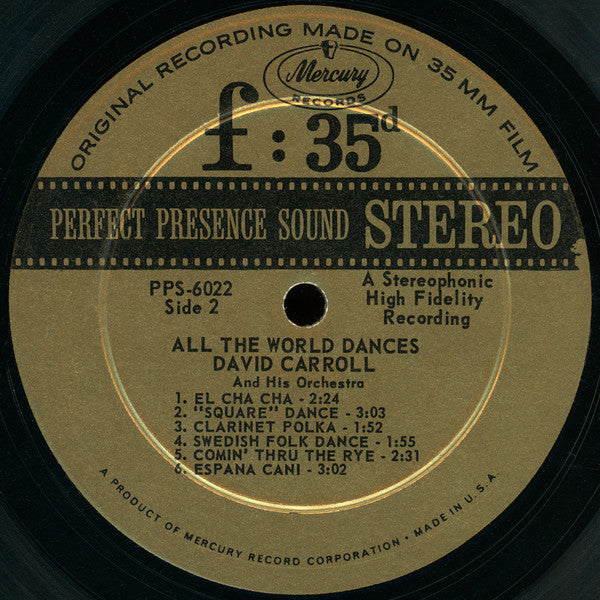 ORIGINAL RECORDING MADE ON 35 MM FILM
Mercury
RECORDS
f:35d
PERFECT PRESENCE SOUND STEREO
PPS-6022
Side 2
A Stereophonic
High Fidelity
Recording
ALL THE WORLD DANCES
DAVID CARROLL
And His Orchestra
1. EL CHA CHA - 2:24
2. "SQUARE" DANCE - 3:03
3. CLARINET POLKA - 1:52
4. SWEDISH FOLK DANCE - 1:55
5. COMIN' THRU THE RYE - 2:31
6. ESPANA CANI - 3:02
A PRODUCT OF MERCURY RECORD CORPORATION • MADE IN U.S.A.